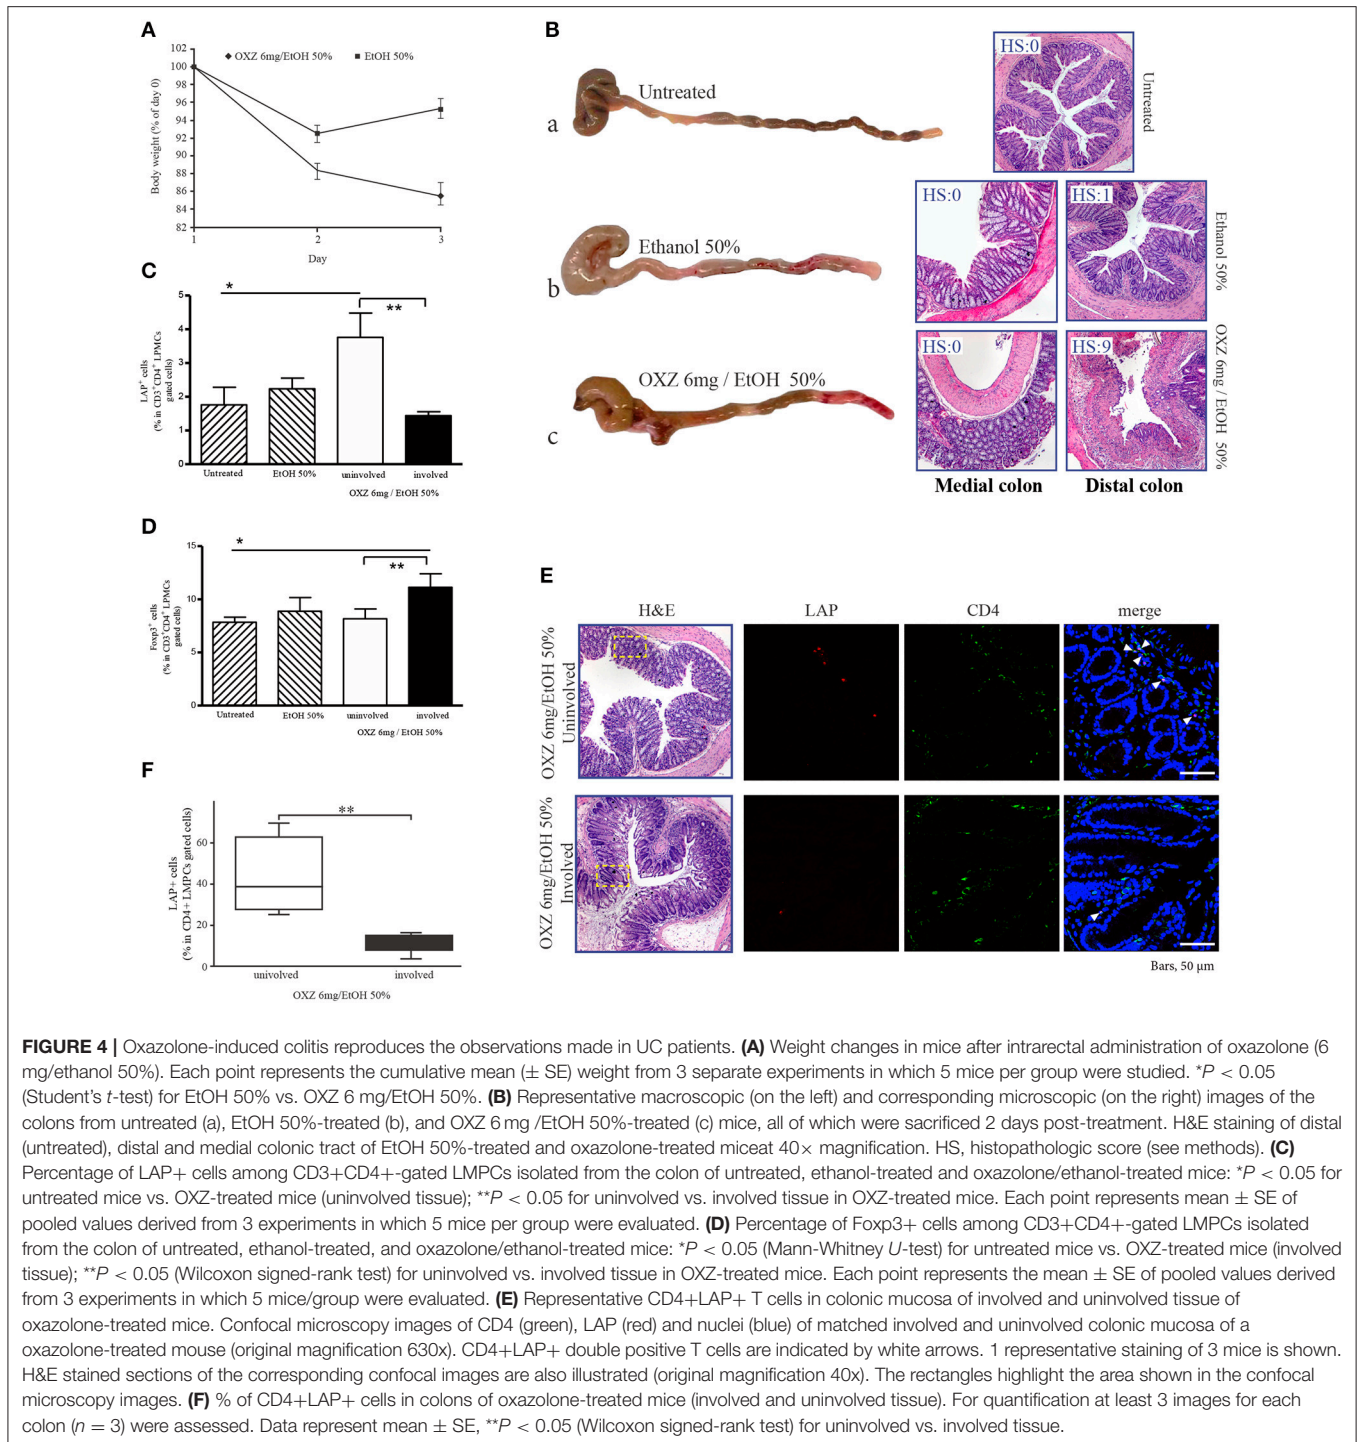 A
102
100
98
96
94
92
90
88
86
84
82
Body weight (% of day 0)
OXZ 6mg/EtOH 50%
EtOH 50%
1
2
3
Day
B
a
Untreated
b
Ethanol 50%
c
OXZ 6mg / EtOH 50%
HS:0
Untreated
HS:0
HS:1
Ethanol 50%
HS:0
HS:9
OXZ 6mg / EtOH 50%
Medial colon
Distal colon
C
5
4
3
2
1
0
LAP+ cells
(% in CD3+CD4+ LPMCs
gated cells)
*
**
Untreated
EtOH 50%
uninvolved
involved
OXZ 6mg / EtOH 50%
D
15
10
5
0
Foxp3+ cells
(% in CD3+CD4+ LPMCs
gated cells)
*
**
Untreated
EtOH 50%
uninvolved
involved
OXZ 6mg / EtOH 50%
E
H&E
LAP
CD4
merge
OXZ 6mg/EtOH 50%
Uninvolved
OXZ 6mg/EtOH 50%
Involved
Bars, 50 µm
F
60
40
20
0
LAP+ cells
(% in CD4+ LMPCs gated cells)
**
univolved
involved
OXZ 6mg/EtOH 50%
FIGURE 4 | Oxazolone-induced colitis reproduces the observations made in UC patients. (A) Weight changes in mice after intrarectal administration of oxazolone (6
mg/ethanol 50%). Each point represents the cumulative mean (± SE) weight from 3 separate experiments in which 5 mice per group were studied. *P < 0.05
(Student's t-test) for EtOH 50% vs. OXZ 6 mg/EtOH 50%. (B) Representative macroscopic (on the left) and corresponding microscopic (on the right) images of the
colons from untreated (a), EtOH 50%-treated (b), and OXZ 6 mg /EtOH 50%-treated (c) mice, all of which were sacrificed 2 days post-treatment. H&E staining of distal
(untreated), distal and medial colonic tract of EtOH 50%-treated and oxazolone-treated miceat 40× magnification. HS, histopathologic score (see methods). (C)
Percentage of LAP+ cells among CD3+CD4+-gated LMPCs isolated from the colon of untreated, ethanol-treated and oxazolone/ethanol-treated mice: *P < 0.05 for
untreated mice vs. OXZ-treated mice (uninvolved tissue); **P < 0.05 for uninvolved vs. involved tissue in OXZ-treated mice. Each point represents mean ± SE of
pooled values derived from 3 experiments in which 5 mice per group were evaluated. (D) Percentage of Foxp3+ cells among CD3+CD4+-gated LMPCs isolated
from the colon of untreated, ethanol-treated, and oxazolone/ethanol-treated mice: *P < 0.05 (Mann-Whitney U-test) for untreated mice vs. OXZ-treated mice (involved
tissue); **P < 0.05 (Wilcoxon signed-rank test) for uninvolved vs. involved tissue in OXZ-treated mice. Each point represents the mean ± SE of pooled values derived
from 3 experiments in which 5 mice/group were evaluated. (E) Representative CD4+LAP+ T cells in colonic mucosa of involved and uninvolved tissue of
oxazolone-treated mice. Confocal microscopy images of CD4 (green), LAP (red) and nuclei (blue) of matched involved and uninvolved colonic mucosa of a
oxazolone-treated mouse (original magnification 630x). CD4+LAP+ double positive T cells are indicated by white arrows. 1 representative staining of 3 mice is shown.
H&E stained sections of the corresponding confocal images are also illustrated (original magnification 40x). The rectangles highlight the area shown in the confocal
microscopy images. (F) % of CD4+LAP+ cells in colons of oxazolone-treated mice (involved and uninvolved tissue). For quantification at least 3 images for each
colon (n = 3) were assessed. Data represent mean ± SE, **P < 0.05 (Wilcoxon signed-rank test) for uninvolved vs. involved tissue.